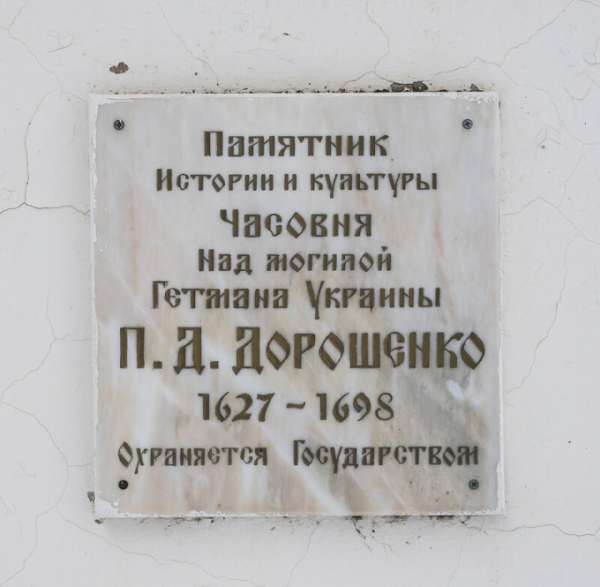 Памятник
Истории и культуры
Часовня
Над могилой
Гетмана Украины
П. Д. Дорошенко
1627 - 1698
Охраняется Государством